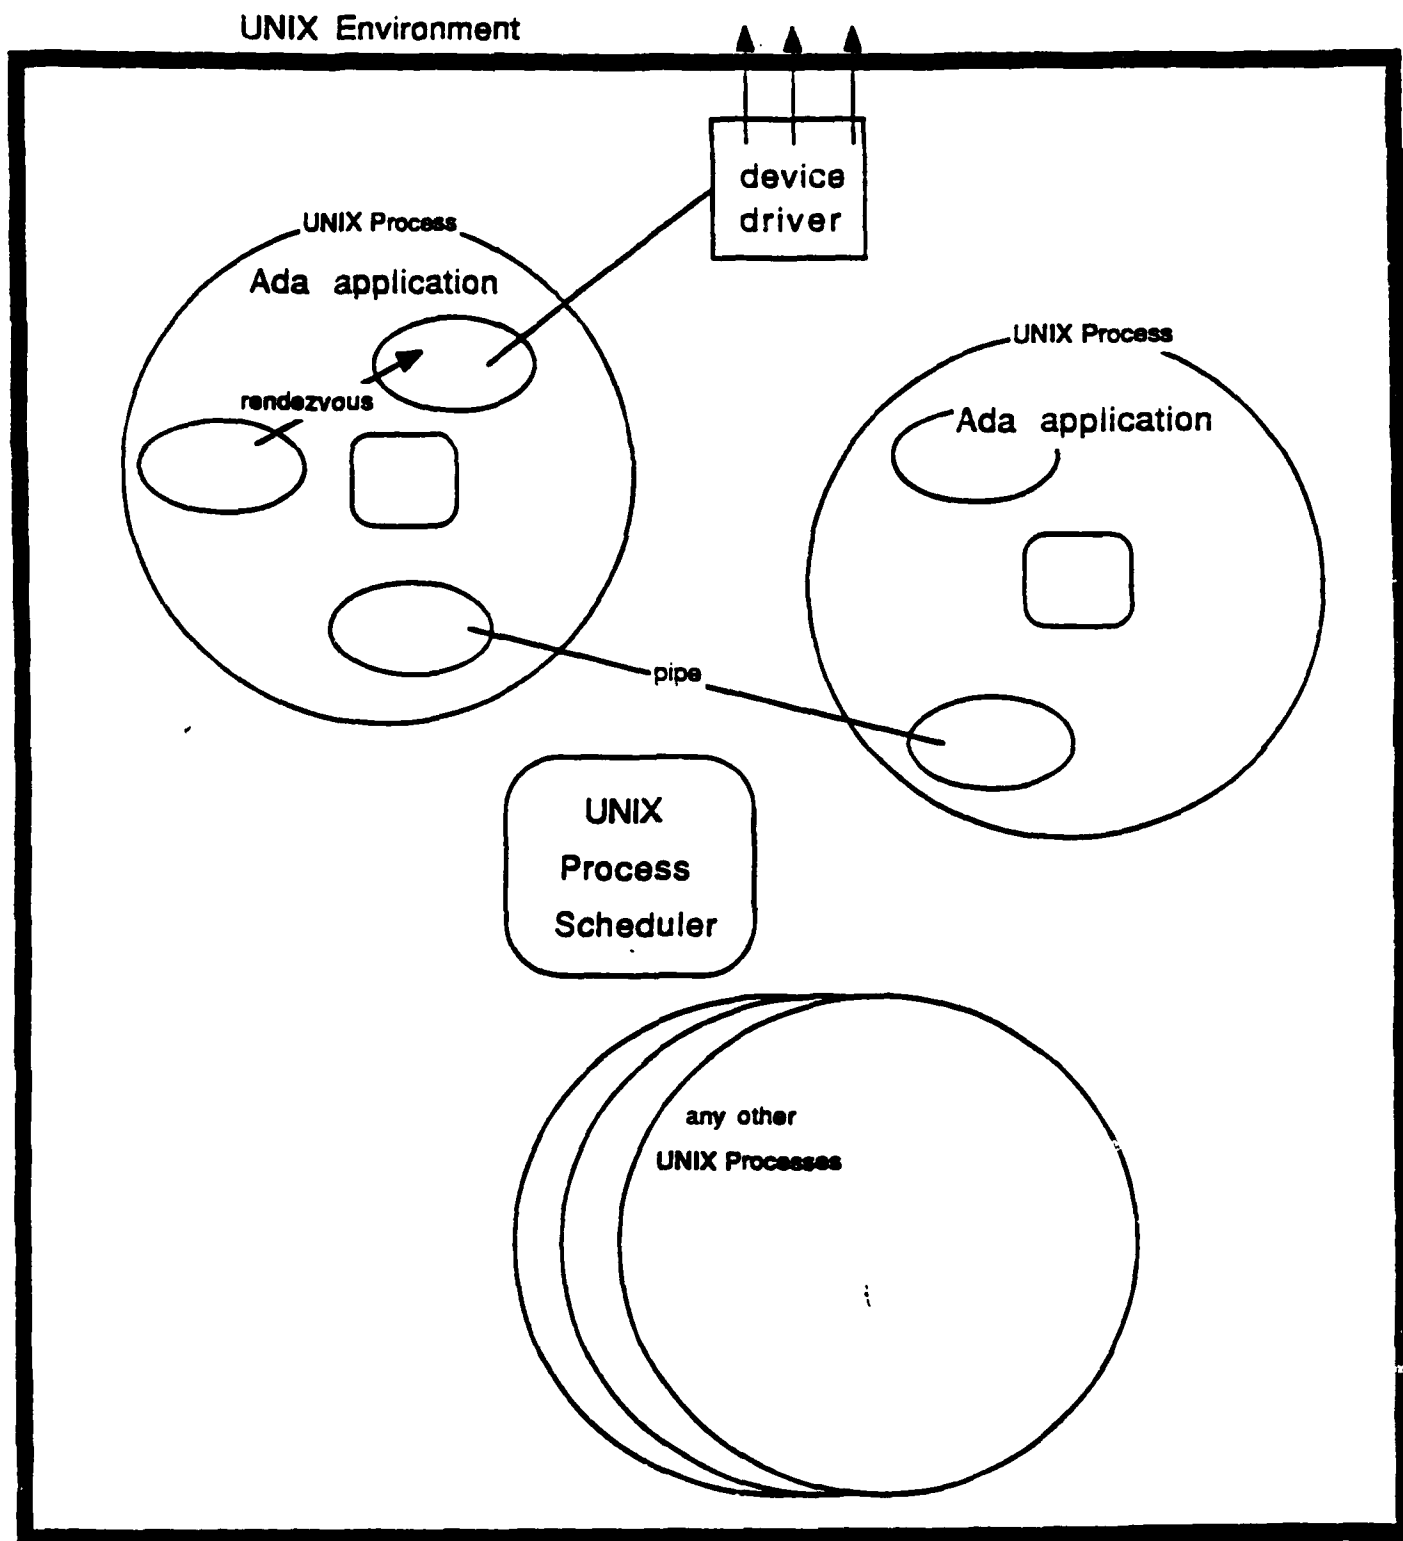 UNIX Environment
device
driver
UNIX Process
Ada application
rendezvous
UNIX Process
Ada application
pipe
UNIX
Process
Scheduler
any other
UNIX Processes